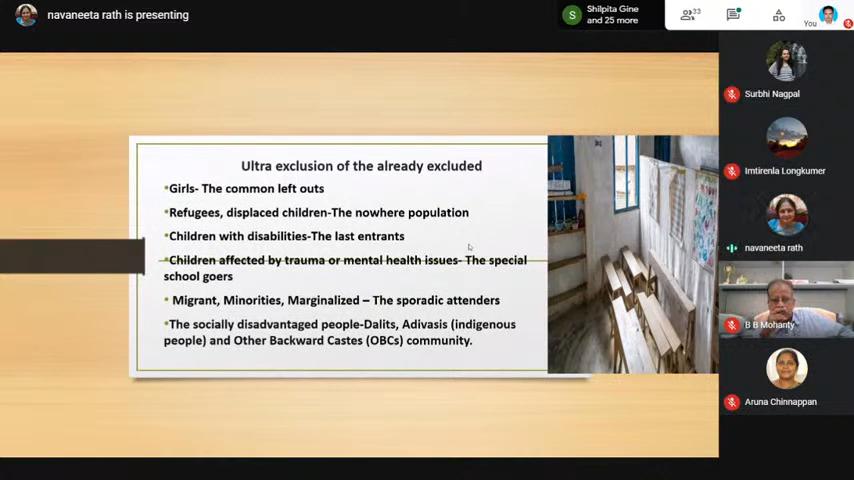 navaneeta rath is presenting
S
Shilpita Gine
and 25 more
33
You
Surbhi Nagpal
Imtirenla Longkumer
navaneeta rath
B B Mohanty
Aruna Chinnappan
Ultra exclusion of the already excluded
•Girls- The common left outs
•Refugees, displaced children-The nowhere population
•Children with disabilities-The last entrants
•Children affected by trauma or mental health issues- The special
school goers
• Migrant, Minorities, Marginalized – The sporadic attenders
•The socially disadvantaged people-Dalits, Adivasis (indigenous
people) and Other Backward Castes (OBCs) community.